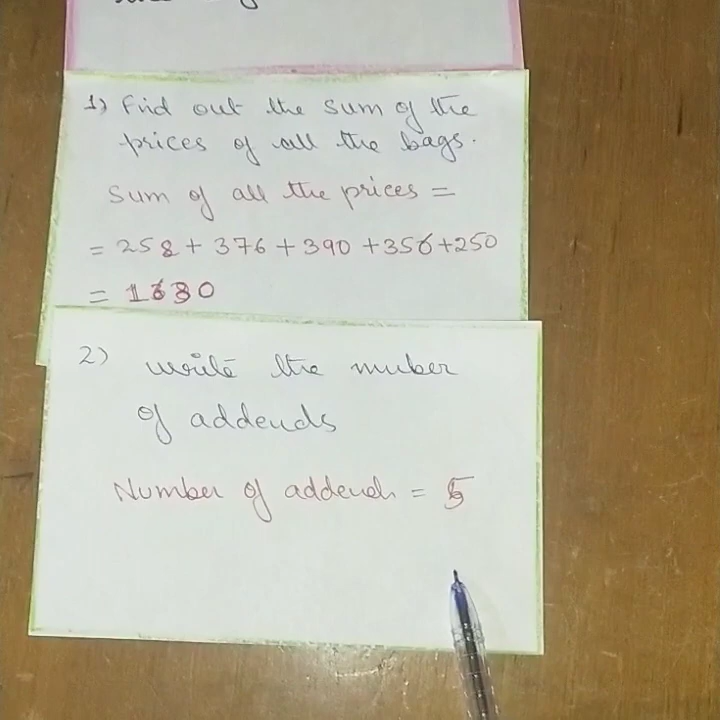 1) Find out the sum of the
prices of all the bags.
Sum of all the prices =
= 258 + 376 + 390 + 356 + 250
= 1630
2) write the muber
of addends
Number of addends = 5